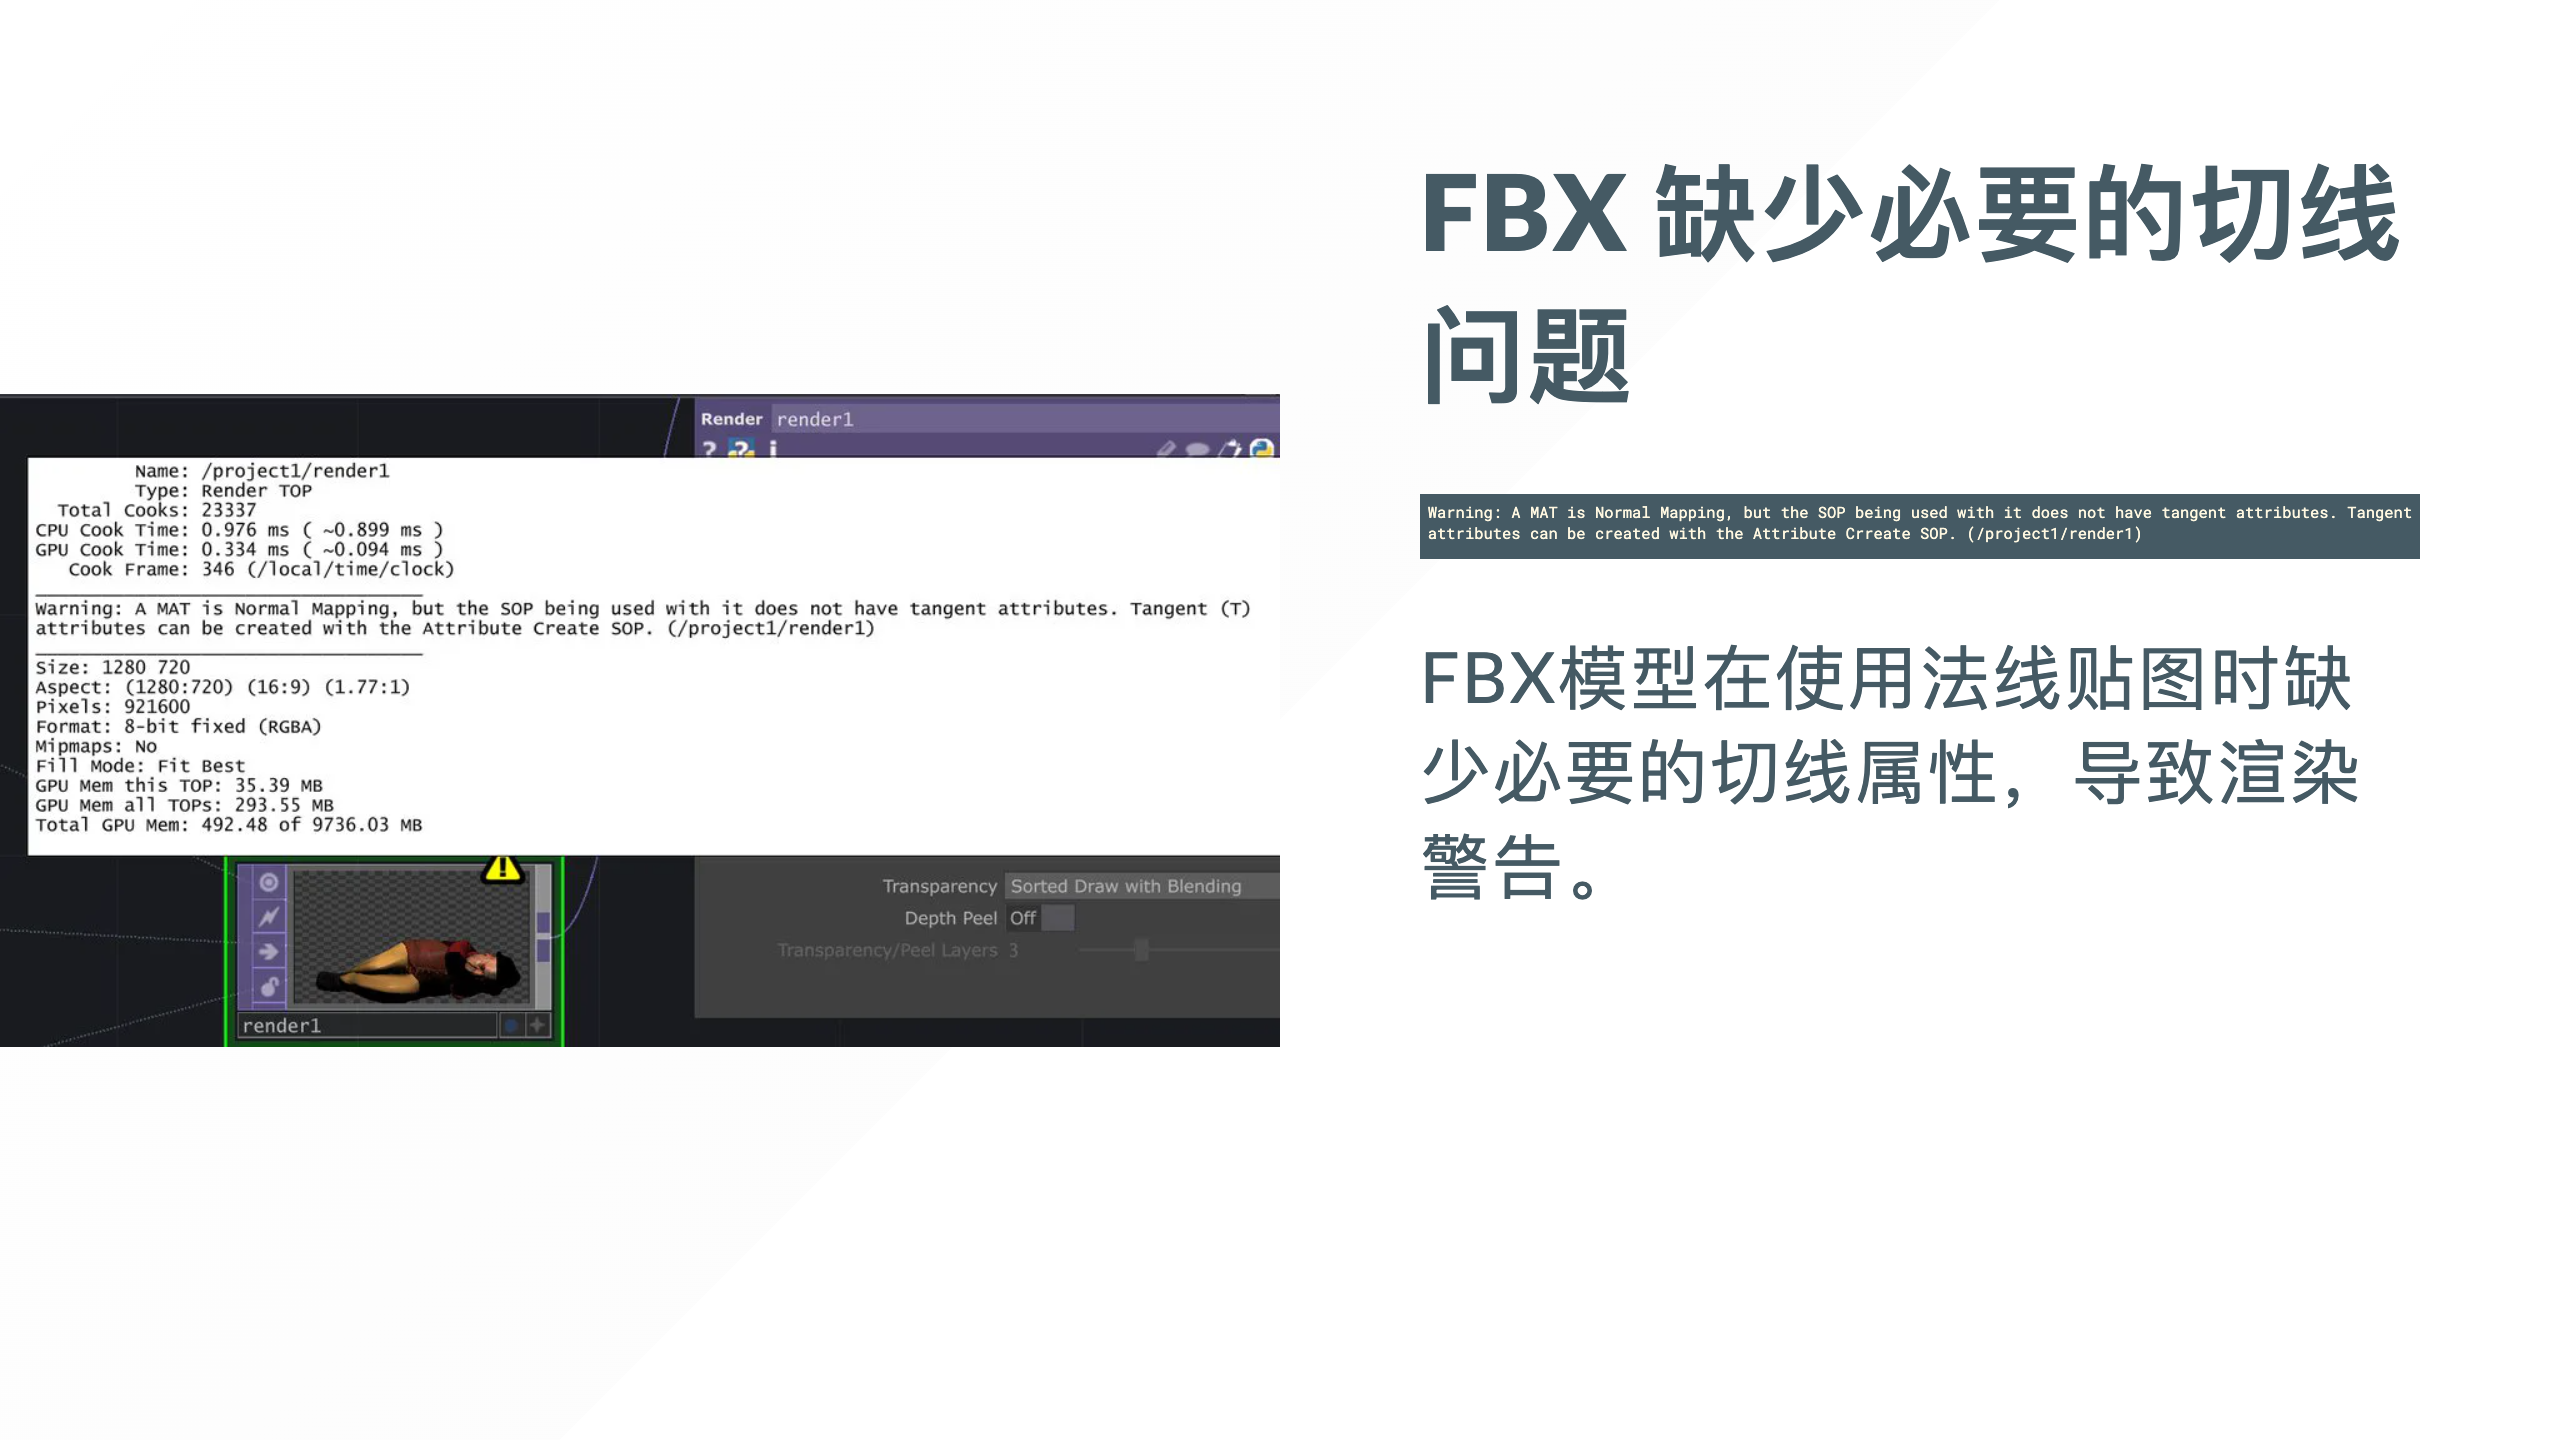 Render render1
Name: /project1/render1
Type: Render TOP
Total Cooks: 23337
CPU Cook Time: 0.976 ms ( ~0.899 ms )
GPU Cook Time: 0.334 ms ( ~0.094 ms )
Cook Frame: 346 (/local/time/clock)
Warning: A MAT is Normal Mapping, but the SOP being used with it does not have tangent attributes. Tangent (T)
attributes can be created with the Attribute Create SOP. (/project1/render1)
Size: 1280 720
Aspect: (1280:720) (16:9) (1.77:1)
Pixels: 921600
Format: 8-bit fixed (RGBA)
Mipmaps: No
Fill Mode: Fit Best
GPU Mem this TOP: 35.39 MB
GPU Mem all TOPs: 293.55 MB
Total GPU Mem: 492.48 of 9736.03 MB
Transparency Sorted Draw with Blending
Depth Peel Off
Transparency/Peel Layers 3
render1
FBX 缺少必要的切线
问题
Warning: A MAT is Normal Mapping, but the SOP being used with it does not have tangent attributes. Tangent
attributes can be created with the Attribute Crreate SOP. (/project1/render1)
FBX模型在使用法线贴图时缺
少必要的切线属性，导致渲染
警告。